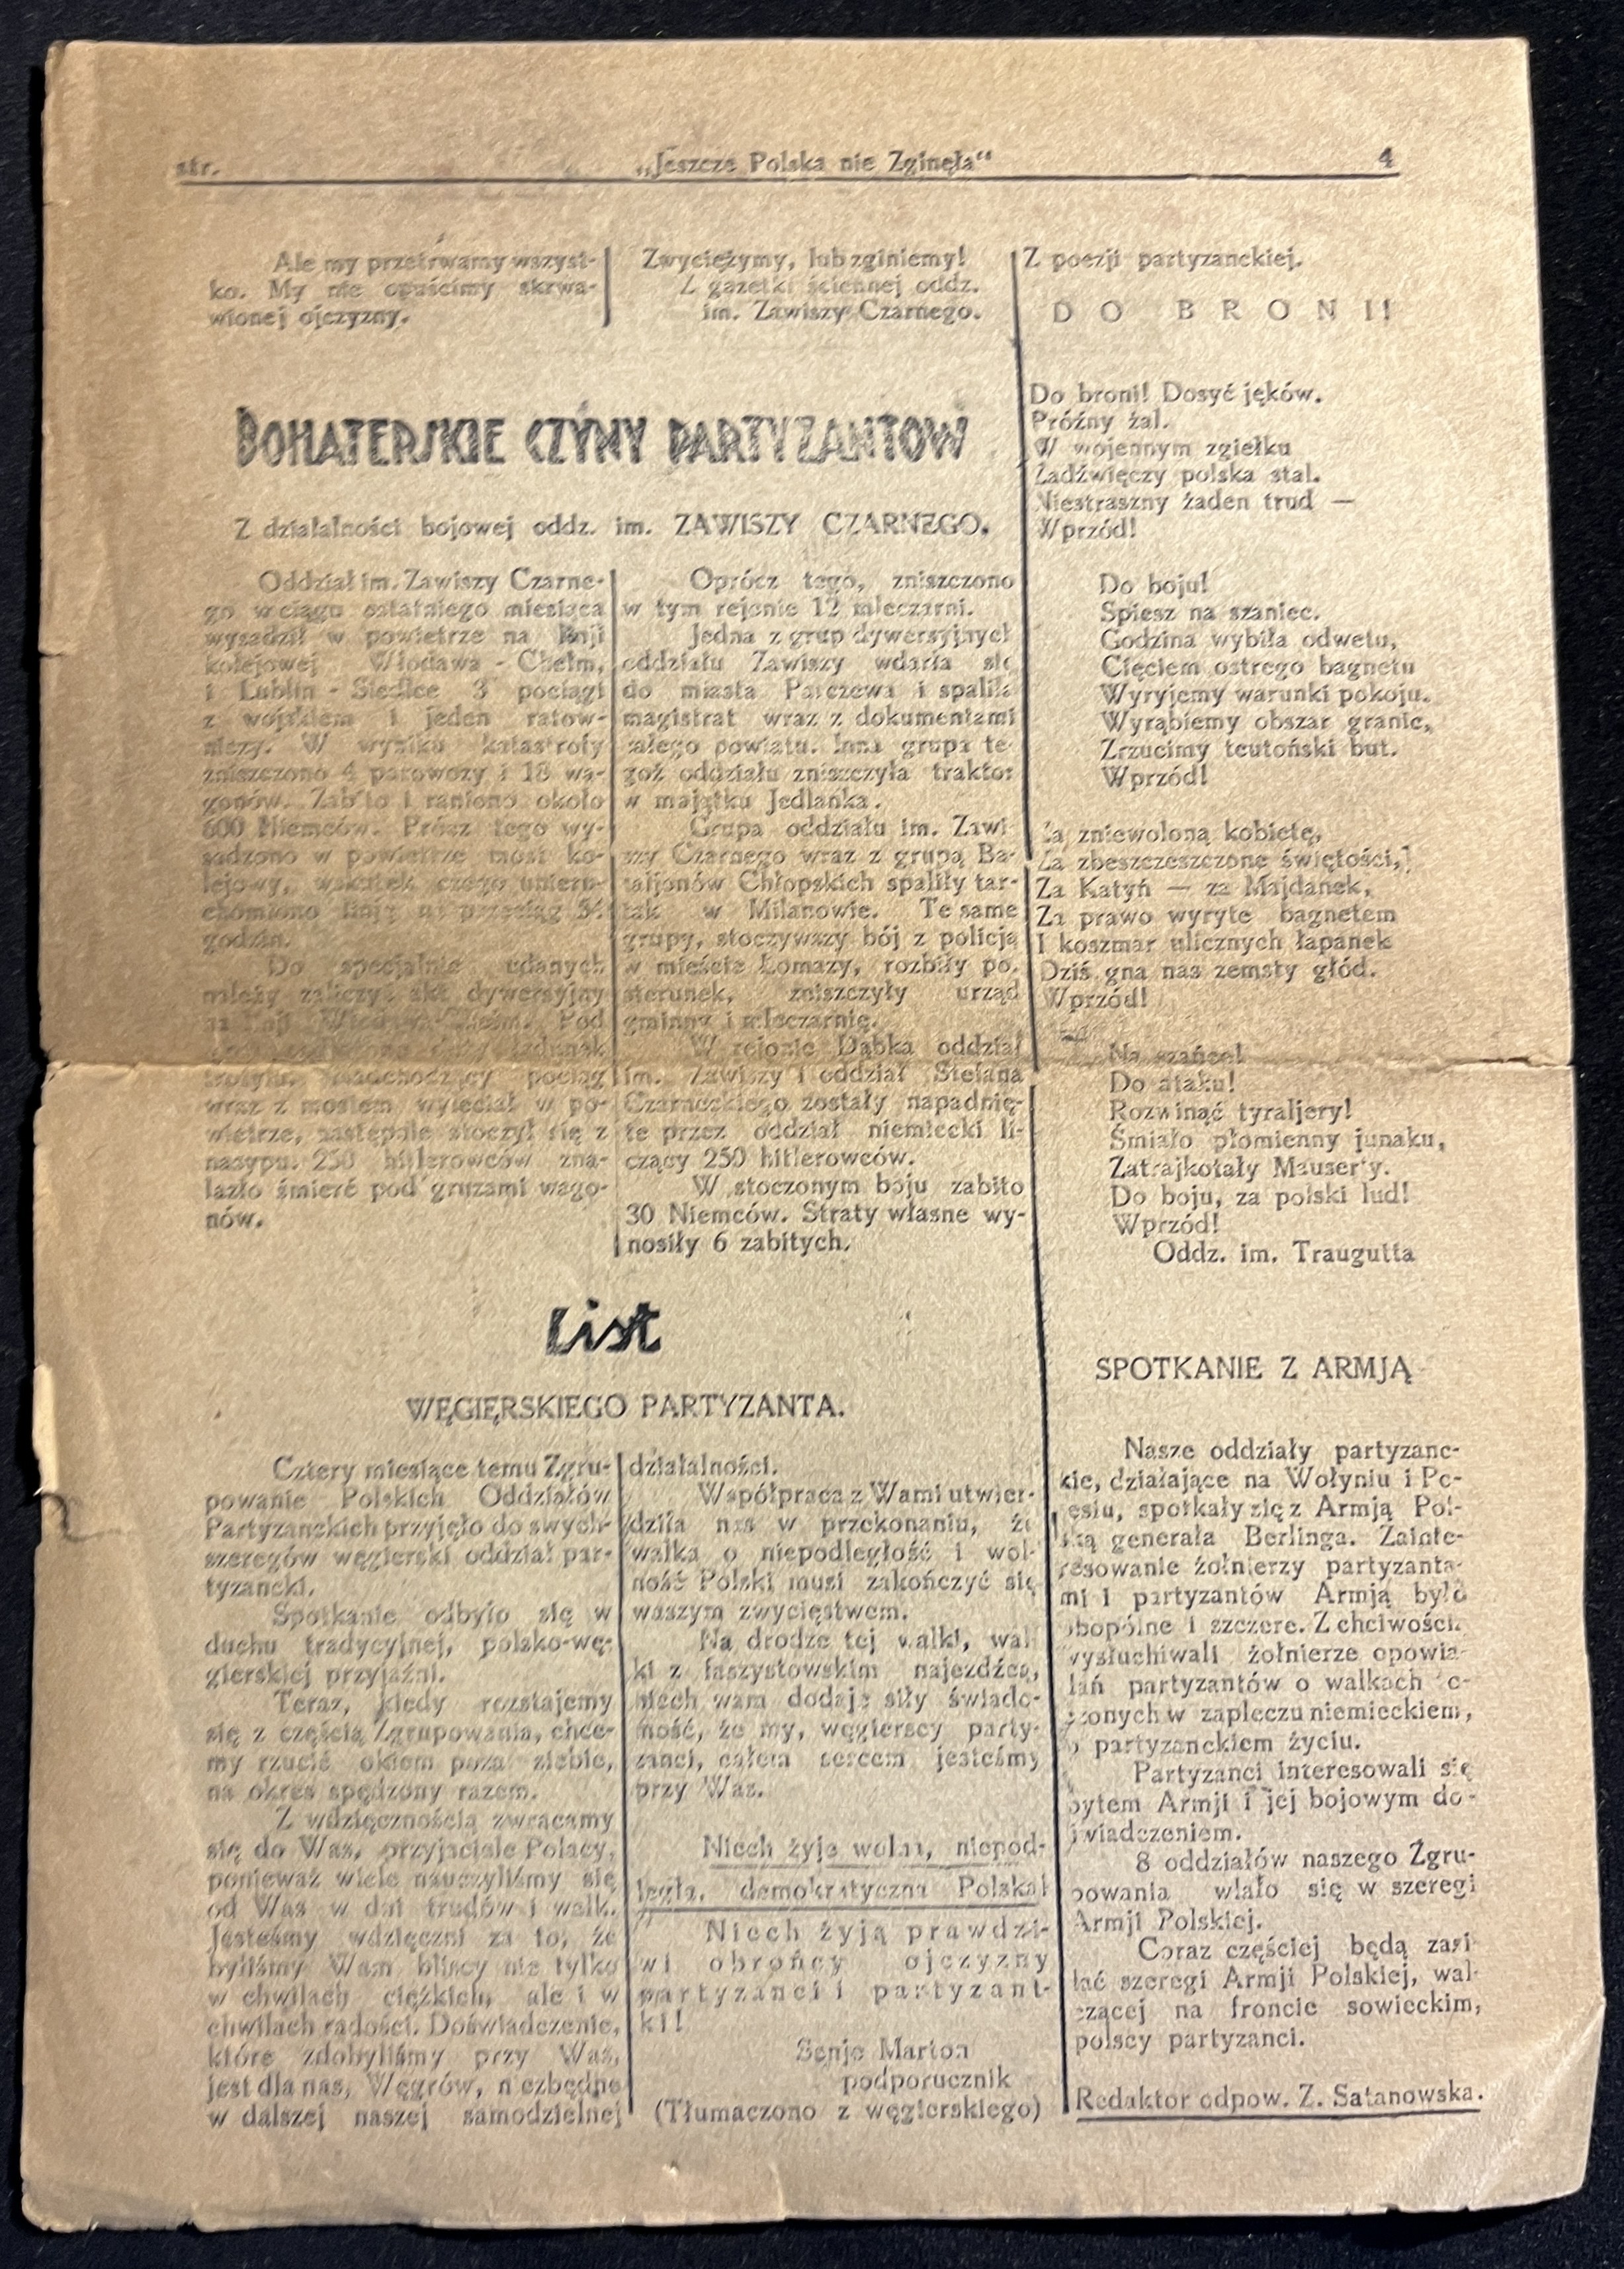 str. „Jeszcze Polska nie Zginęła“ 4
Ale my przetrwamy wszyst-
ko. My nie opuścimy skrwa-
wionej ojczyzny.
Zwyciężymy, lub zginiemy!
Z gazetki ściennej oddz.
im. Zawiszy Czarnego.
BOHATERSKIE CZYNY PARTYZANTOW
Z działalności bojowej oddz. im. ZAWISZY CZARNEGO.
Oddział im. Zawiszy Czarne-
go w ciągu ostatniego miesiąca
wysadził w powietrze na linji
kolejowej Włodawa - Chełm,
i Lublin - Siedlce 3 pociągi
z wojskiem i jeden ratow-
niczy. W wyniku katastrofy
zniszczono 4 parowozy i 18 wa-
gonów. Zabito i raniono około
600 Niemców. Prócz tego wy-
sadzono w powietrze most ko-
lejowy, wskutek czego unieru-
chomiono linję na przeciąg
godzin.
Do specjalnie udanych
należy zaliczyć akt dywersyjny
na linji Włodawa-Chełm. Pod
duży ładunek
trotylu. Nadchodzący pociąg
wraz z mostem wyleciał w po-
wietrze, następnie stoczył się z
nasypu. 250 hitlerowców zna-
lazło śmierć pod gruzami wago-
nów.
Oprócz tego, zniszczono
w tym rejonie 12 mleczarni.
Jedna z grup dywersyjnych
oddziału Zawiszy wdarła się
do miasta Parczewa i spaliła
magistrat wraz z dokumentami
całego powiatu. Inna grupa te-
goż oddziału zniszczyła traktor
w majątku Jedlanka.
Grupa oddziału im. Zawi
szy Czarnego wraz z grupą Ba-
taljonów Chłopskich spaliły tar-
tak w Milanowie. Te same
grupy, stoczywszy bój z policją
w mieście Łomazy, rozbiły po-
sterunek, zniszczyły urząd
gminny i mleczarnię.
W rejonie Dąbka oddział
im. Zawiszy i oddział Stefana
Czarneckiego zostały napadnię-
te przez oddział niemiecki li-
czący 250 hitlerowców.
W stoczonym boju zabito
30 Niemców. Straty własne wy-
nosiły 6 zabitych.
List
WĘGIERSKIEGO PARTYZANTA.
Cztery miesiące temu Zgru-
powanie Polskich Oddziałów
Partyzanckich przyjęło do swych
szeregów węgierski oddział par-
tyzancki.
Spotkanie odbyło się w
duchu tradycyjnej, polsko-wę-
gierskiej przyjaźni.
Teraz, kiedy rozstajemy
się z częścią Zgrupowania, chce-
my rzucić okiem poza siebie,
na okres spędzony razem.
Z wdzięcznością zwracamy
się do Was, przyjaciele Polacy,
ponieważ wiele nauczyliśmy się
od Was w dni trudów i walk.
Jesteśmy wdzięczni za to, że
byliśmy Wam bliscy nie tylko
w chwilach ciężkich, ale i w
chwilach radości. Doświadczenie,
które zdobyliśmy przy Was,
jest dla nas, Węgrów, niezbędne
w dalszej naszej samodzielnej
działalności.
Współpraca z Wami utwier-
dziła nas w przekonaniu, że
walka o niepodległość i wol-
ność Polski musi zakończyć się
waszym zwycięstwem.
Na drodze tej walki, wal
ki z faszystowskim najeźdźcą,
niech wam dodaje siły świado-
mość, że my, węgierscy party-
zanci, całem sercem jesteśmy
przy Was.
Niech żyje wolna, niepod-
legła, demokratyczna Polska!
Niech żyją prawdzi-
wi obrońcy ojczyzny
partyzanci i partyzant-
ki!
Senje Marton
podporucznik
(Tłumaczono z węgierskiego)
Z poezji partyzanckiej.
DO BRONI!
Do broni! Dosyć jęków.
Próżny żal.
W wojennym zgiełku
Zadźwięczy polska stal.
Niestraszny żaden trud —
Wprzód!
Do boju!
Spiesz na szaniec.
Godzina wybiła odwetu,
Cięciem ostrego bagnetu
Wyryjemy warunki pokoju.
Wyrąbiemy obszar granic,
Zrzucimy teutoński but.
Wprzód!
Za zniewoloną kobietę,
Za zbeszczeszczone świętości,
Za Katyń — za Majdanek,
Za prawo wyryte bagnetem
I koszmar ulicznych łapanek
Dziś gna nas zemsty głód.
Wprzód!
Na szańce!
Do ataku!
Rozwinąć tyraljery!
Śmiało płomienny junaku,
Zatrajkotały Mauser'y.
Do boju, za polski lud!
Wprzód!
Oddz. im. Traugutta
SPOTKANIE Z ARMJĄ
Nasze oddziały partyzanc-
kie, działające na Wołyniu i Po-
lesiu, spotkały się z Armją Pol-
ską generała Berlinga. Zainte-
resowanie żołnierzy partyzanta-
mi i partyzantów Armją było
obopólne i szczere. Z chciwością
wysłuchiwali żołnierze opowia-
dań partyzantów o walkach to-
czonych w zapleczu niemieckiem,
o partyzanckiem życiu.
Partyzanci interesowali się
bytem Armji i jej bojowym do-
świadczeniem.
8 oddziałów naszego Zgru-
powania wlało się w szeregi
Armji Polskiej.
Coraz częściej będą zasi
lać szeregi Armji Polskiej, wal-
czącej na froncie sowieckim,
polscy partyzanci.
Redaktor odpow. Z. Satanowska.